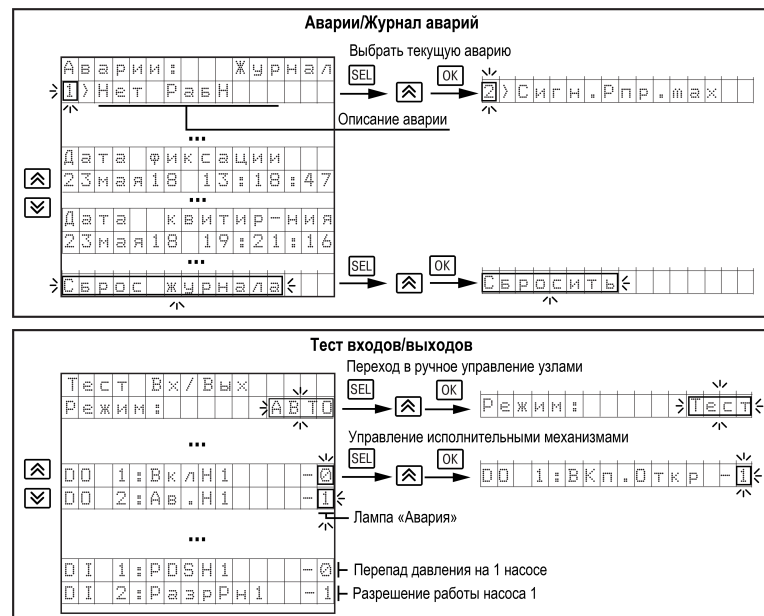 Аварии/Журнал аварий
Выбрать текущую аварию
Аварии: Журнал
SEL
OK
1)Нет РабН
2)Сигн.Рпр.max
Описание аварии
...
Дата фиксации
23мая18 13:18:47
...
Дата квитир-ния
23мая18 19:21:16
...
SEL
OK
Сброс журнала
Сбросить
Тест входов/выходов
Переход в ручное управление узлами
Тест Вх/Вых
SEL
OK
Режим: АВТО
Режим: Тест
...
Управление исполнительными механизмами
SEL
OK
DO 1:ВклН1 -0
DO 1:ВКп.Откр -1
DO 2:Ав.Н1 -1
Лампа «Авария»
...
DI 1:PDSH1 -0
Перепад давления на 1 насосе
DI 2:РазрРн1 -1
Разрешение работы насоса 1